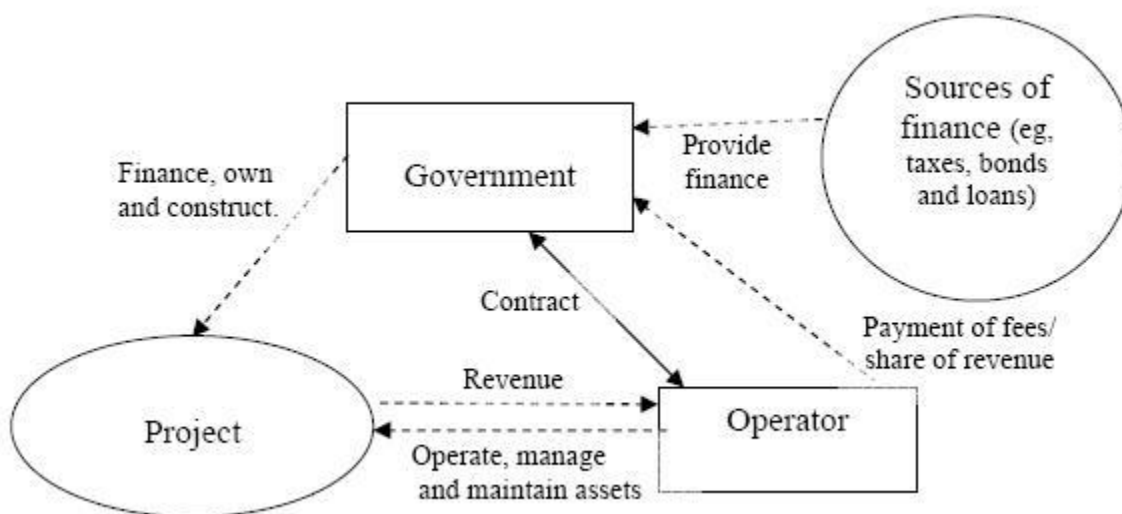 Sources of
finance (eg,
taxes, bonds
and loans)
Provide
finance
Government
Finance, own
and construct.
Contract
Payment of fees/
share of revenue
Revenue
Operator
Project
Operate, manage
and maintain assets